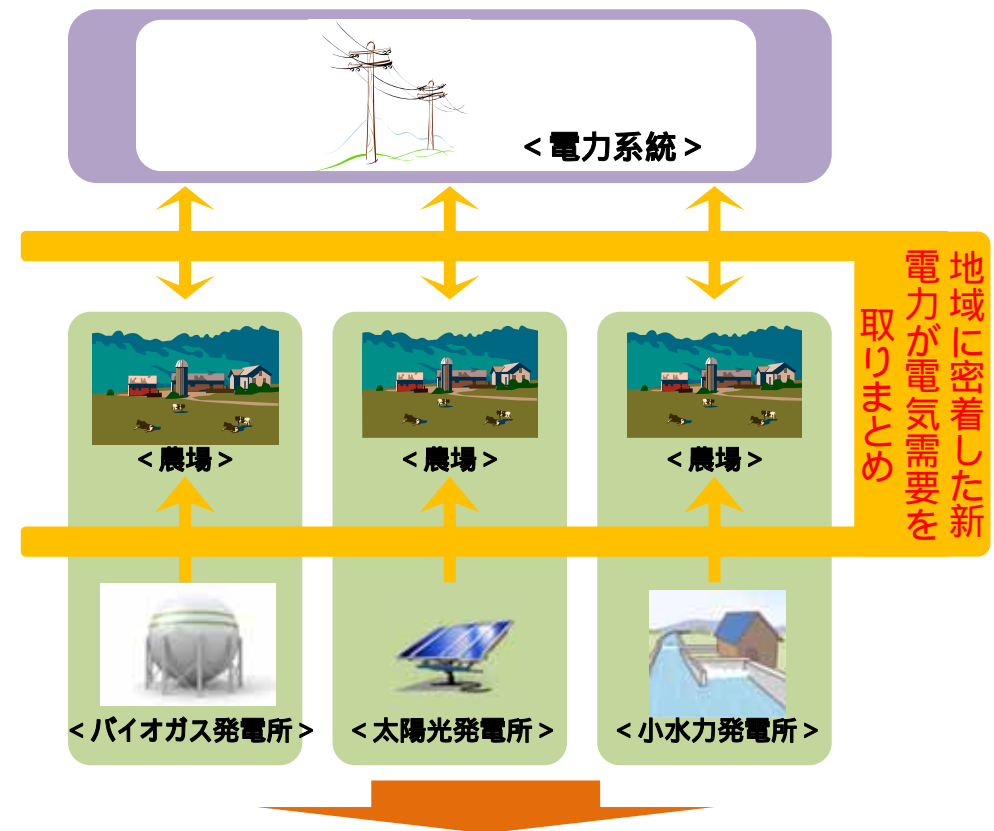 <電力系統>
地域に密着した新
電力が電気需要を
取りまとめ
<農場>
<農場>
<農場>
<バイオガス発電所>
<太陽光発電所>
<小水力発電所>